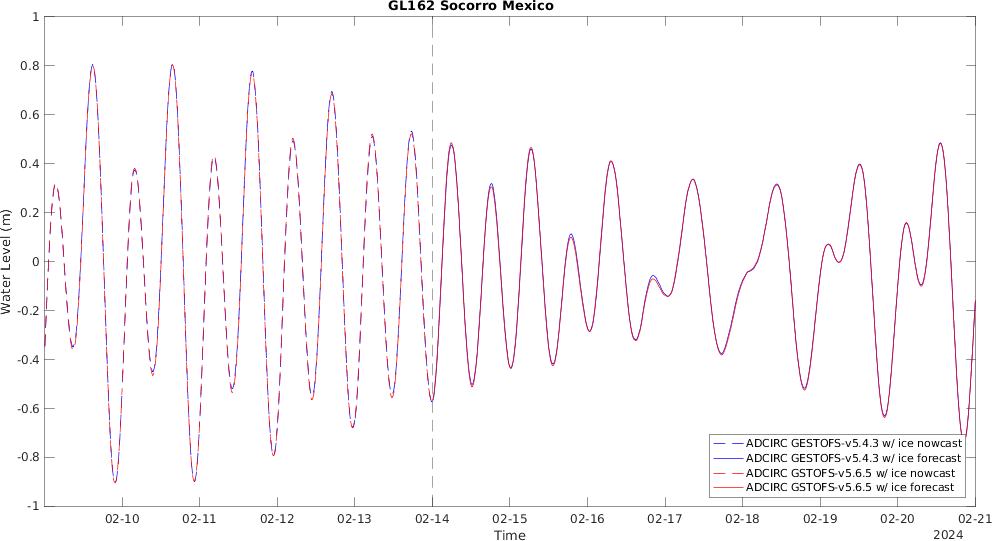 GL162 Socorro Mexico
1
0.8
0.6
0.4
0.2
0
-0.2
-0.4
-0.6
-0.8
-1
Water Level (m)
02-10 02-11 02-12 02-13 02-14 02-15 02-16 02-17 02-18 02-19 02-20 02-21
Time
2024
ADCIRC GESTOFS-v5.4.3 w/ ice nowcast
ADCIRC GESTOFS-v5.4.3 w/ ice forecast
ADCIRC GSTOFS-v5.6.5 w/ ice nowcast
ADCIRC GSTOFS-v5.6.5 w/ ice forecast